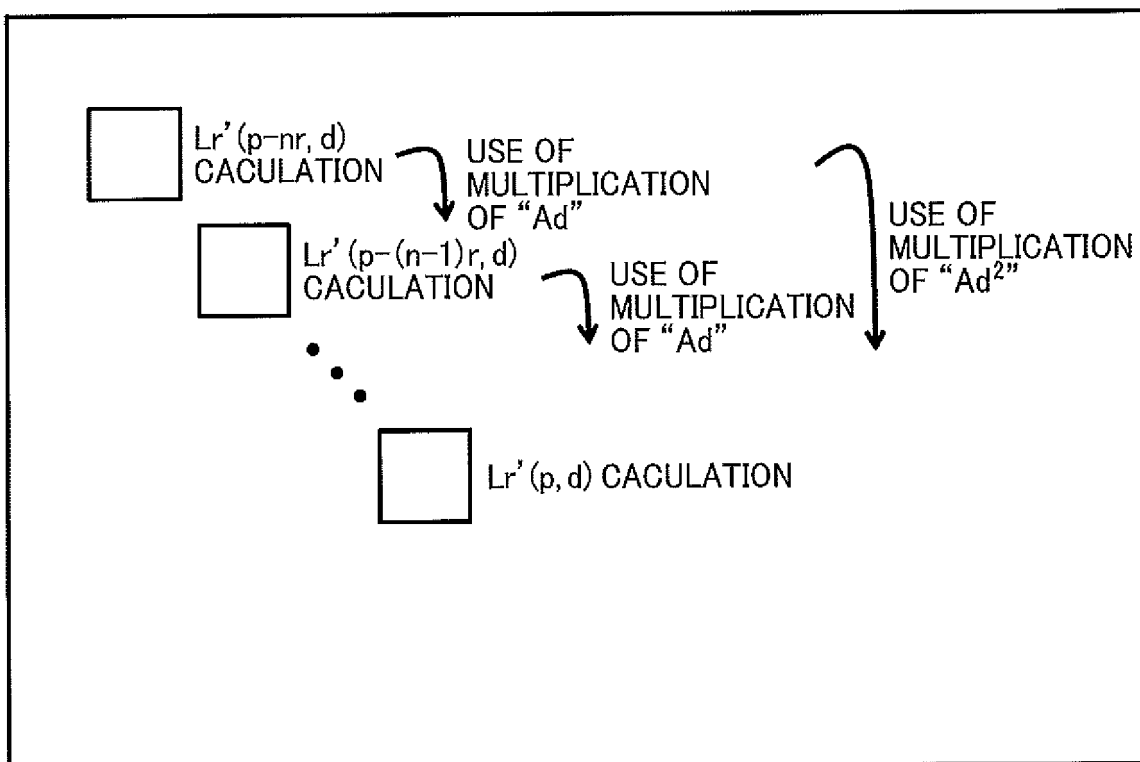 Lr'(p-nr, d)
CACULATION
USE OF
MULTIPLICATION
OF “Ad”
Lr'(p-(n-1)r, d)
CACULATION
USE OF
MULTIPLICATION
OF “Ad”
USE OF
MULTIPLICATION
OF “Ad²”
Lr'(p, d) CACULATION